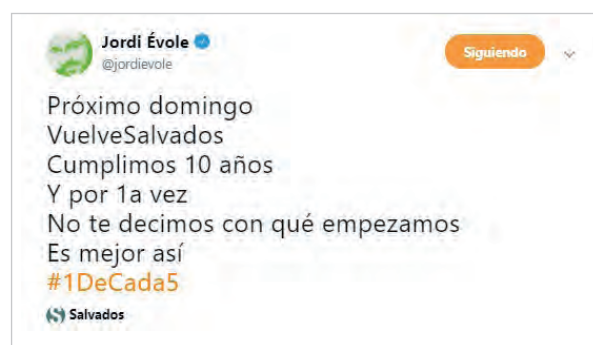 Jordi Évole
@jordievole
Siguiendo
Próximo domingo
VuelveSalvados
Cumplimos 10 años
Y por 1a vez
No te decimos con qué empezamos
Es mejor así
#1DeCada5
Salvados